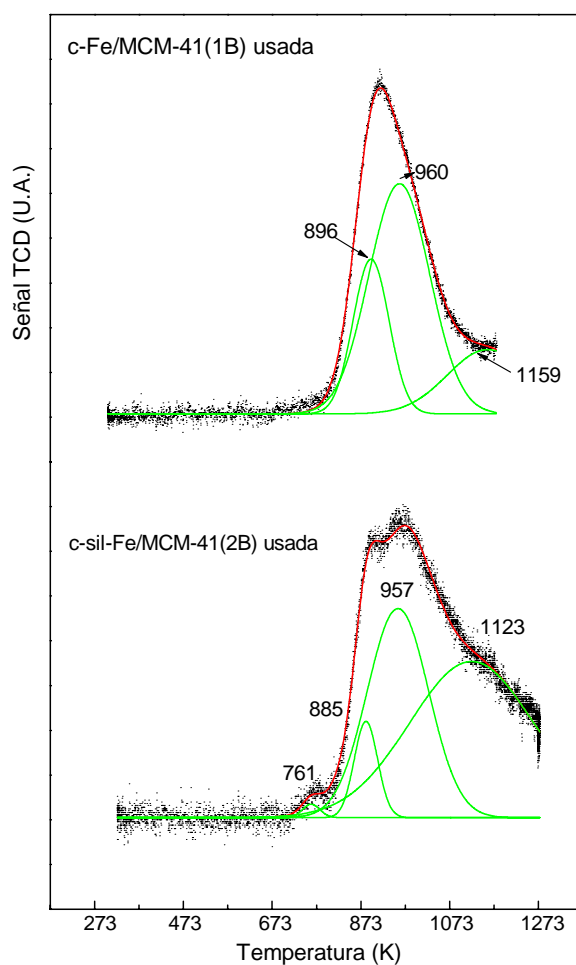 c-Fe/MCM-41(1B) usada
960
896
1159
Señal TCD (U.A.)
c-sil-Fe/MCM-41(2B) usada
957
1123
885
761
273 473 673 873 1073 1273
Temperatura (K)